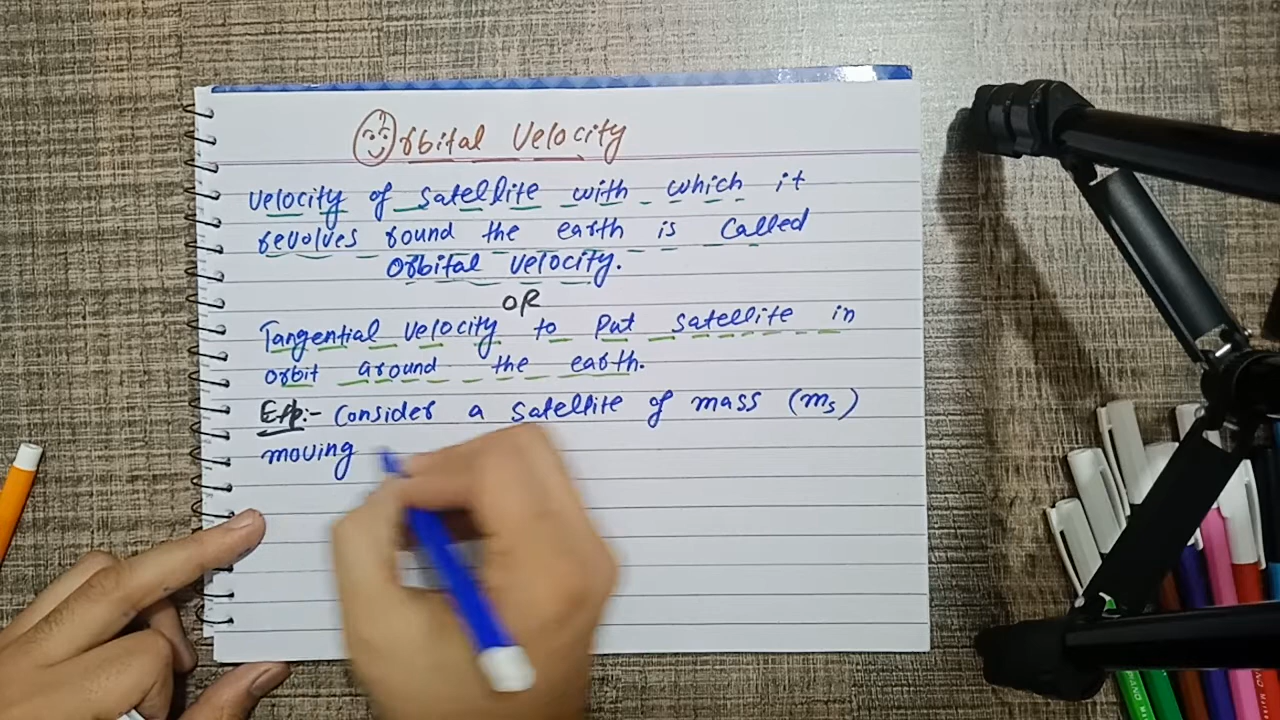 Orbital Velocity
Velocity of satellite with which it
revolves round the earth is called
orbital velocity.
OR
Tangential velocity to Put satellite in
orbit around the earth.
Exp:- Consider a satellite of mass (ms)
moving